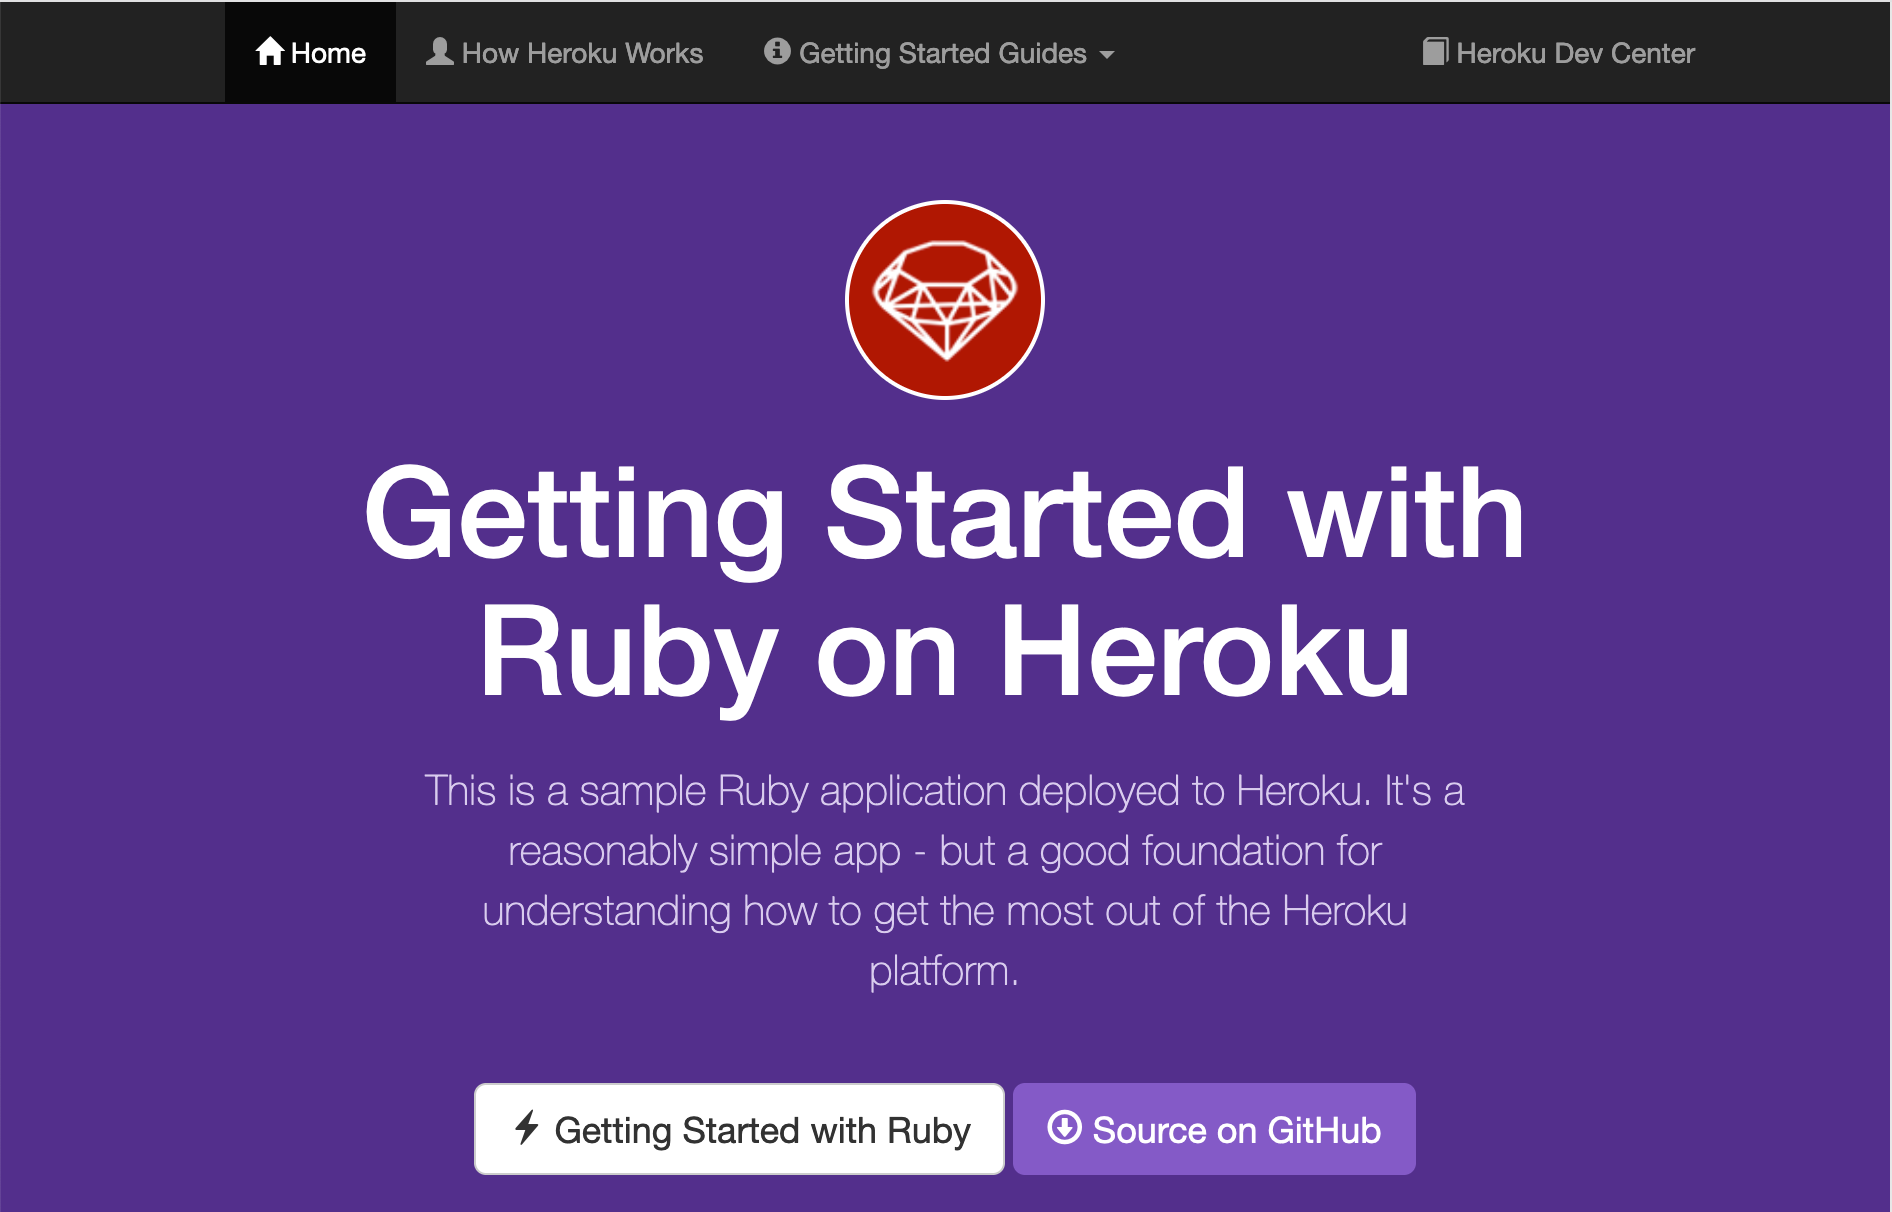 Home How Heroku Works Getting Started Guides Heroku Dev Center
Getting Started with
Ruby on Heroku
This is a sample Ruby application deployed to Heroku. It's a
reasonably simple app - but a good foundation for
understanding how to get the most out of the Heroku
platform.
Getting Started with Ruby Source on GitHub